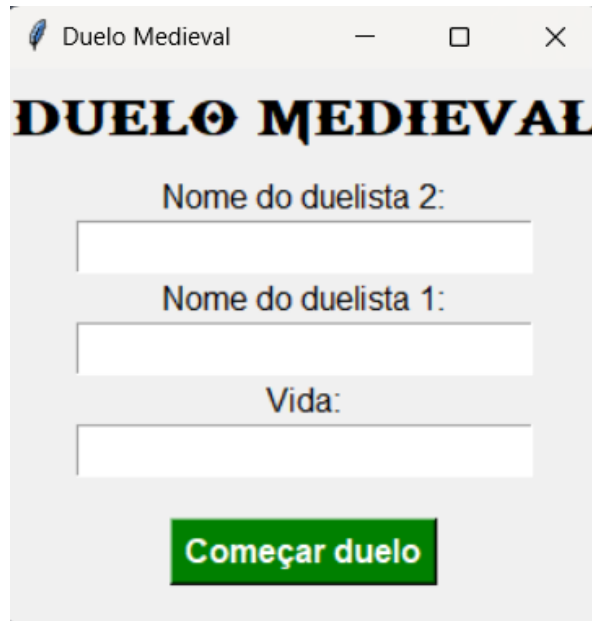 Duelo Medieval
DUELO MEDIEVAL
Nome do duelista 2:
Nome do duelista 1:
Vida:
Começar duelo